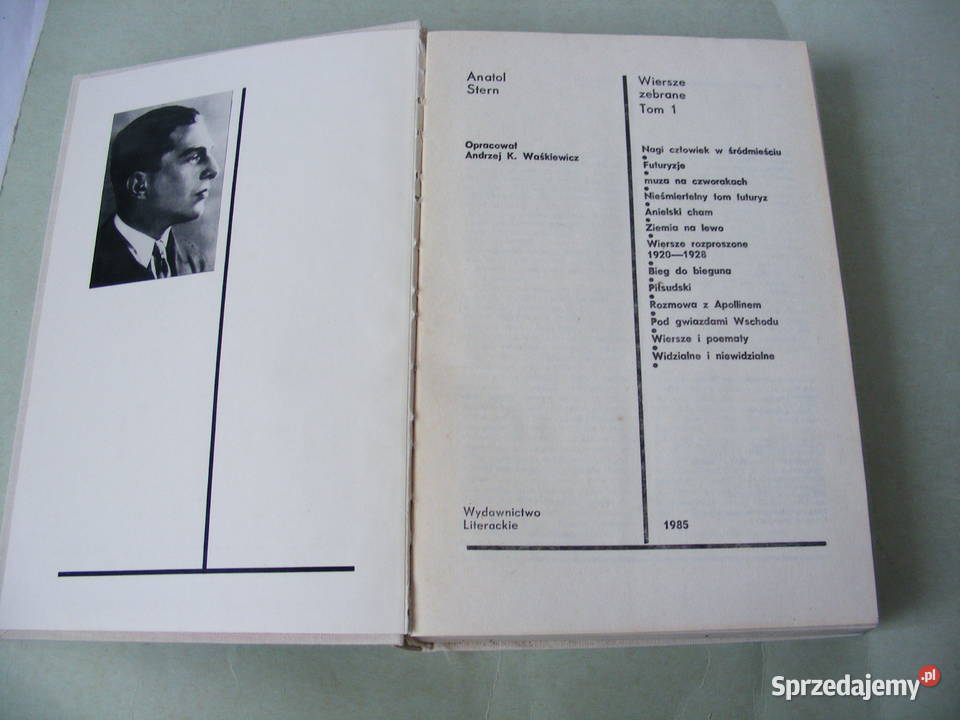 Anatol
Stern
Opracował
Andrzej K. Waśkiewicz
Wydawnictwo
Literackie
Wiersze
zebrane
Tom 1
Nagi człowiek w śródmieściu
Futuryzje
muza na czworakach
Nieśmiertelny tom futuryz
Anielski cham
Ziemia na lewo
Wiersze rozproszone
1920—1928
Bieg do bieguna
Piłsudski
Rozmowa z Apollinem
Pod gwiazdami Wschodu
Wiersze i poematy
Widzialne i niewidzialne
1985
Sprzedajemy.pl